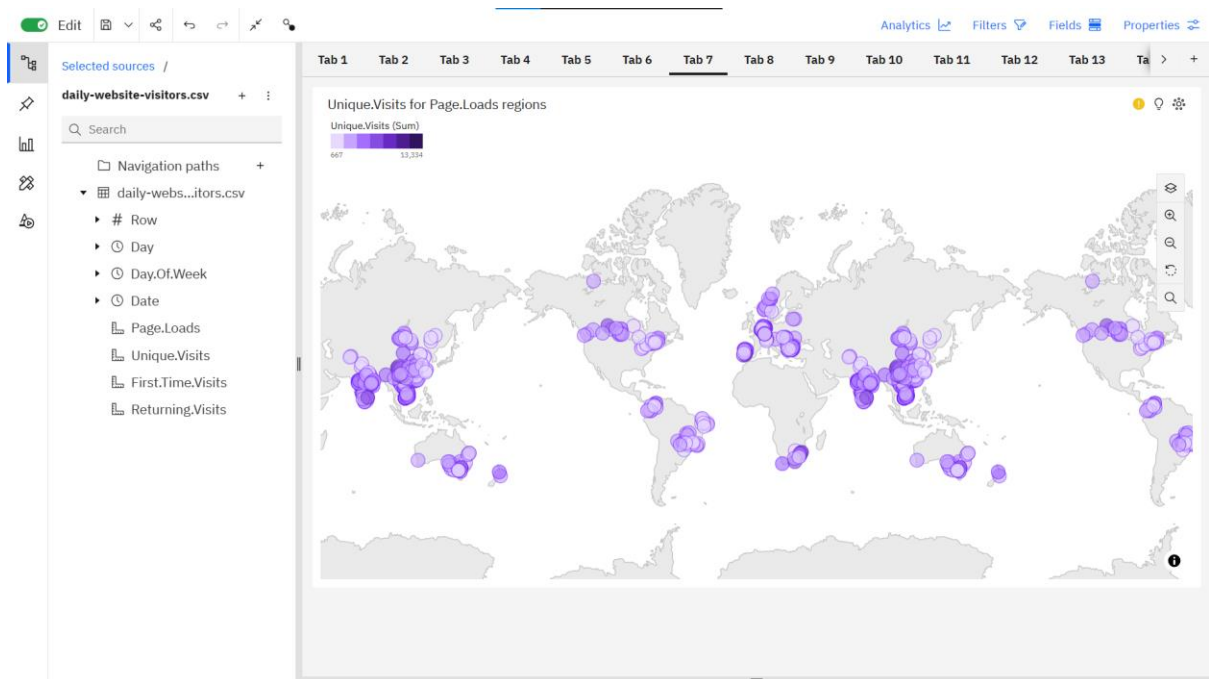 Edit
Analytics
Filters
Fields
Properties
Selected sources /
daily-website-visitors.csv
Search
Navigation paths
daily-webs...itors.csv
# Row
Day
Day.Of.Week
Date
Page.Loads
Unique.Visits
First.Time.Visits
Returning.Visits
Tab 1 Tab 2 Tab 3 Tab 4 Tab 5 Tab 6 Tab 7 Tab 8 Tab 9 Tab 10 Tab 11 Tab 12 Tab 13 Ta
Unique.Visits for Page.Loads regions
Unique.Visits (Sum)
667 13,334